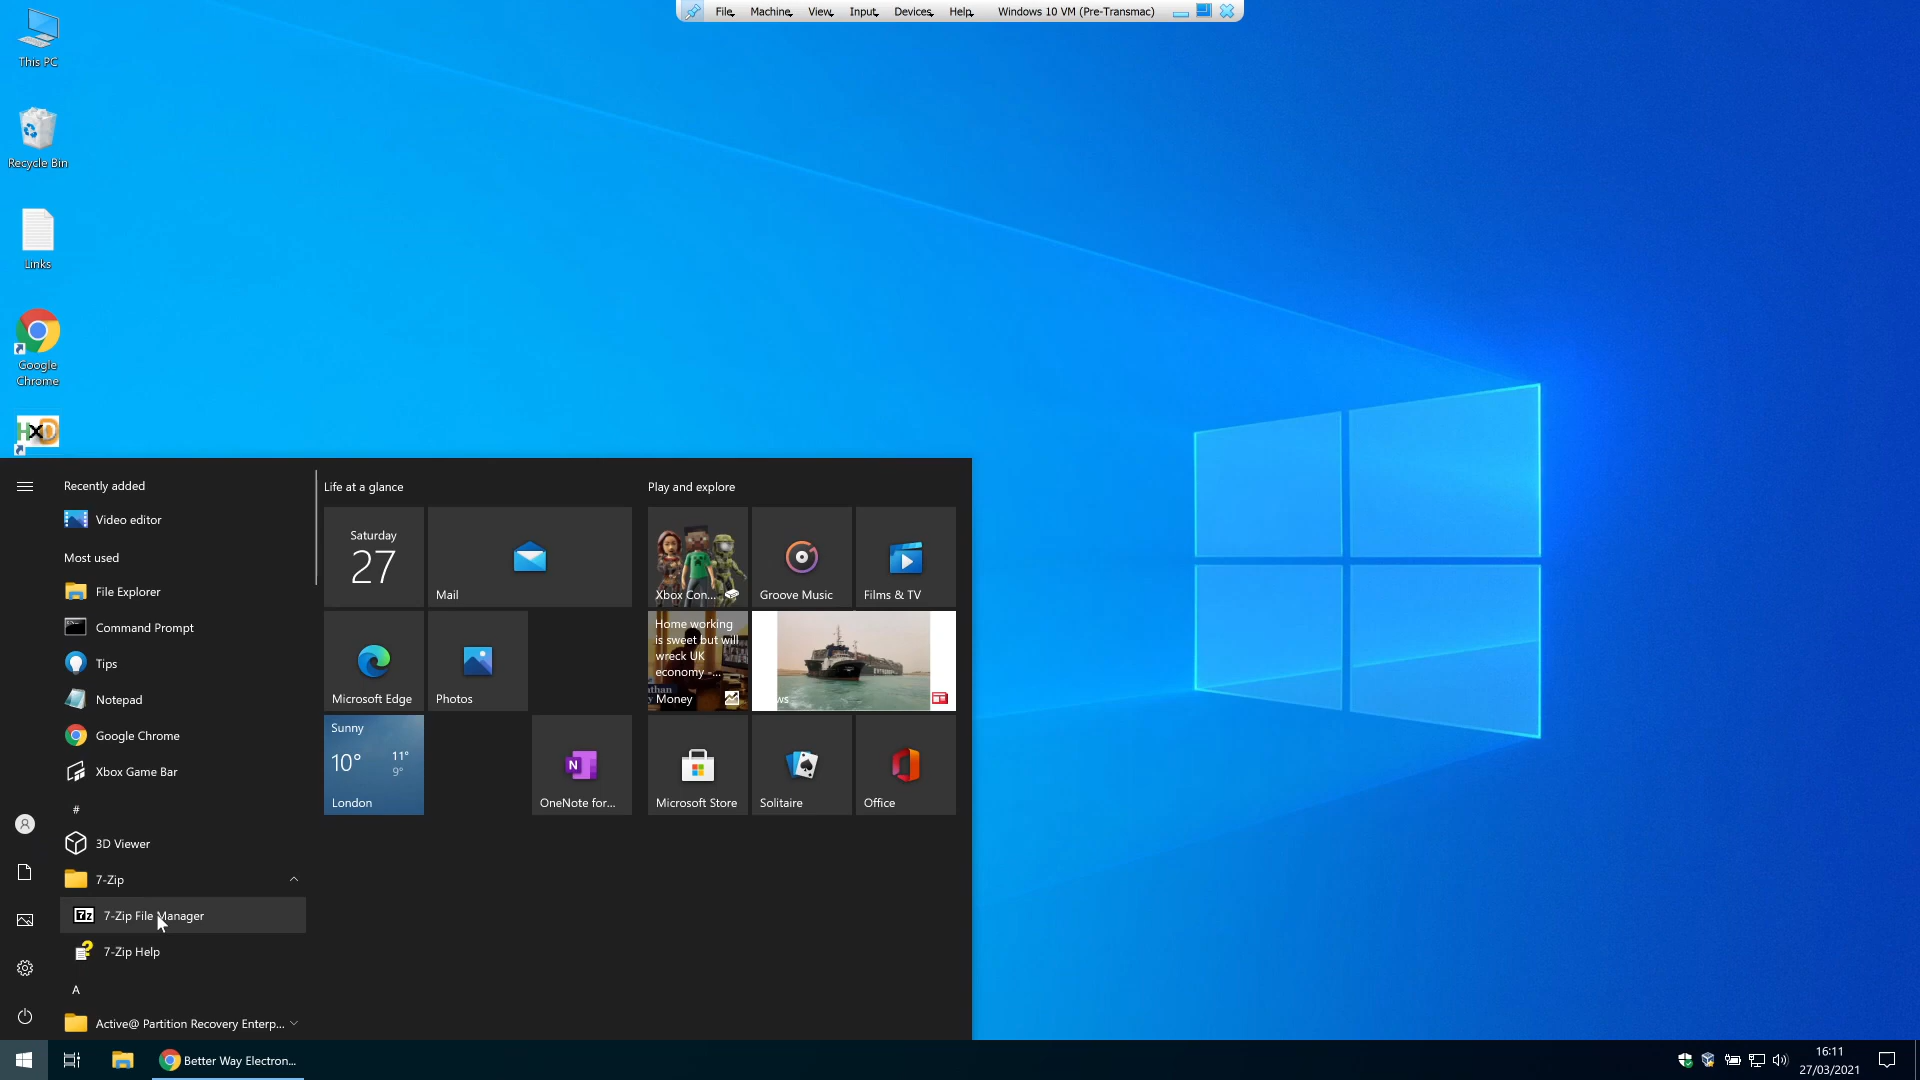 File Machine View Input Devices Help Windows 10 VM (Pre-Transmac)
This PC
Recycle Bin
Links
Google
Chrome
HxD
Recently added
Video editor
Most used
File Explorer
Command Prompt
Tips
Notepad
Google Chrome
Xbox Game Bar
#
3D Viewer
7-Zip
7z
7-Zip File Manager
7-Zip Help
A
Active@ Partition Recovery Enterp...
Life at a glance
Saturday
27
Mail
Microsoft Edge
Photos
Sunny
10°
11°
9°
London
N
OneNote for...
Play and explore
Xbox Con...
Groove Music
Films & TV
Home working
is sweet but will
wreck UK
economy -...
Money
Microsoft Store
Solitaire
Office
Better Way Electron...
16:11
27/03/2021